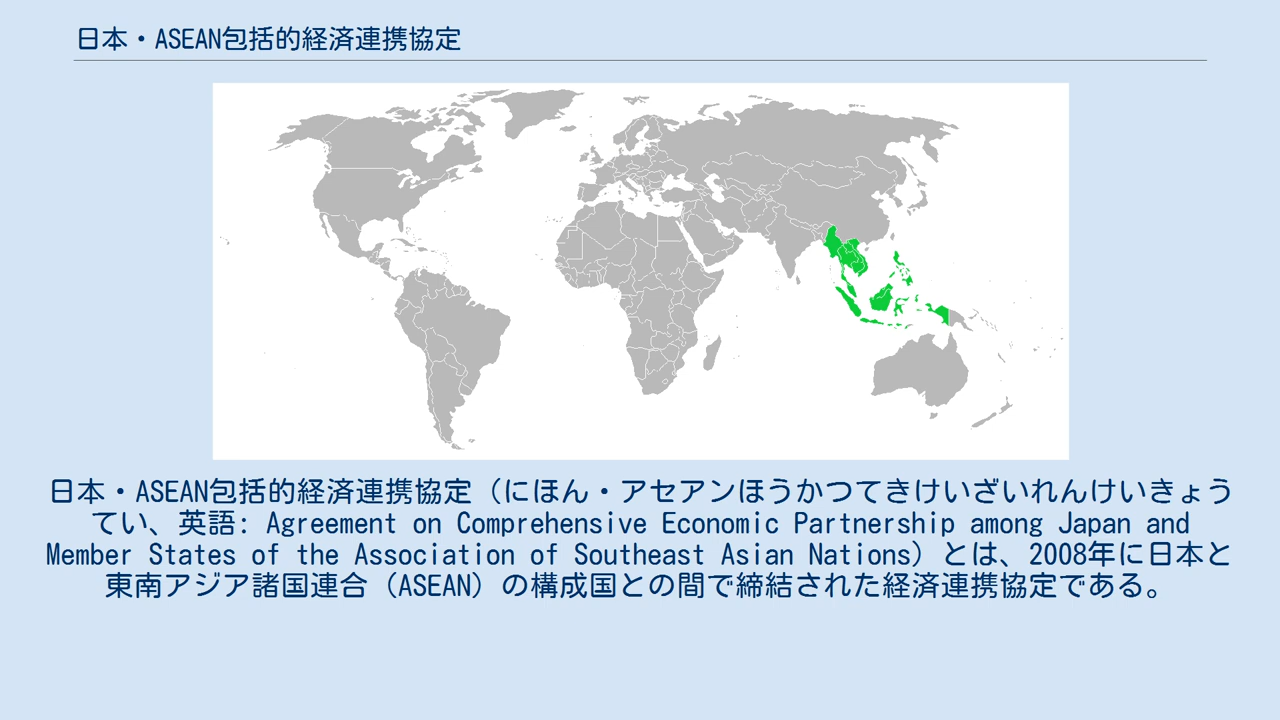 日本・ASEAN包括的経済連携協定
日本・ASEAN包括的経済連携協定（にほん・アセアンほうかつてきけいざいれんけいきょう
てい、英語: Agreement on Comprehensive Economic Partnership among Japan and
Member States of the Association of Southeast Asian Nations）とは、2008年に日本と
東南アジア諸国連合（ASEAN）の構成国との間で締結された経済連携協定である。